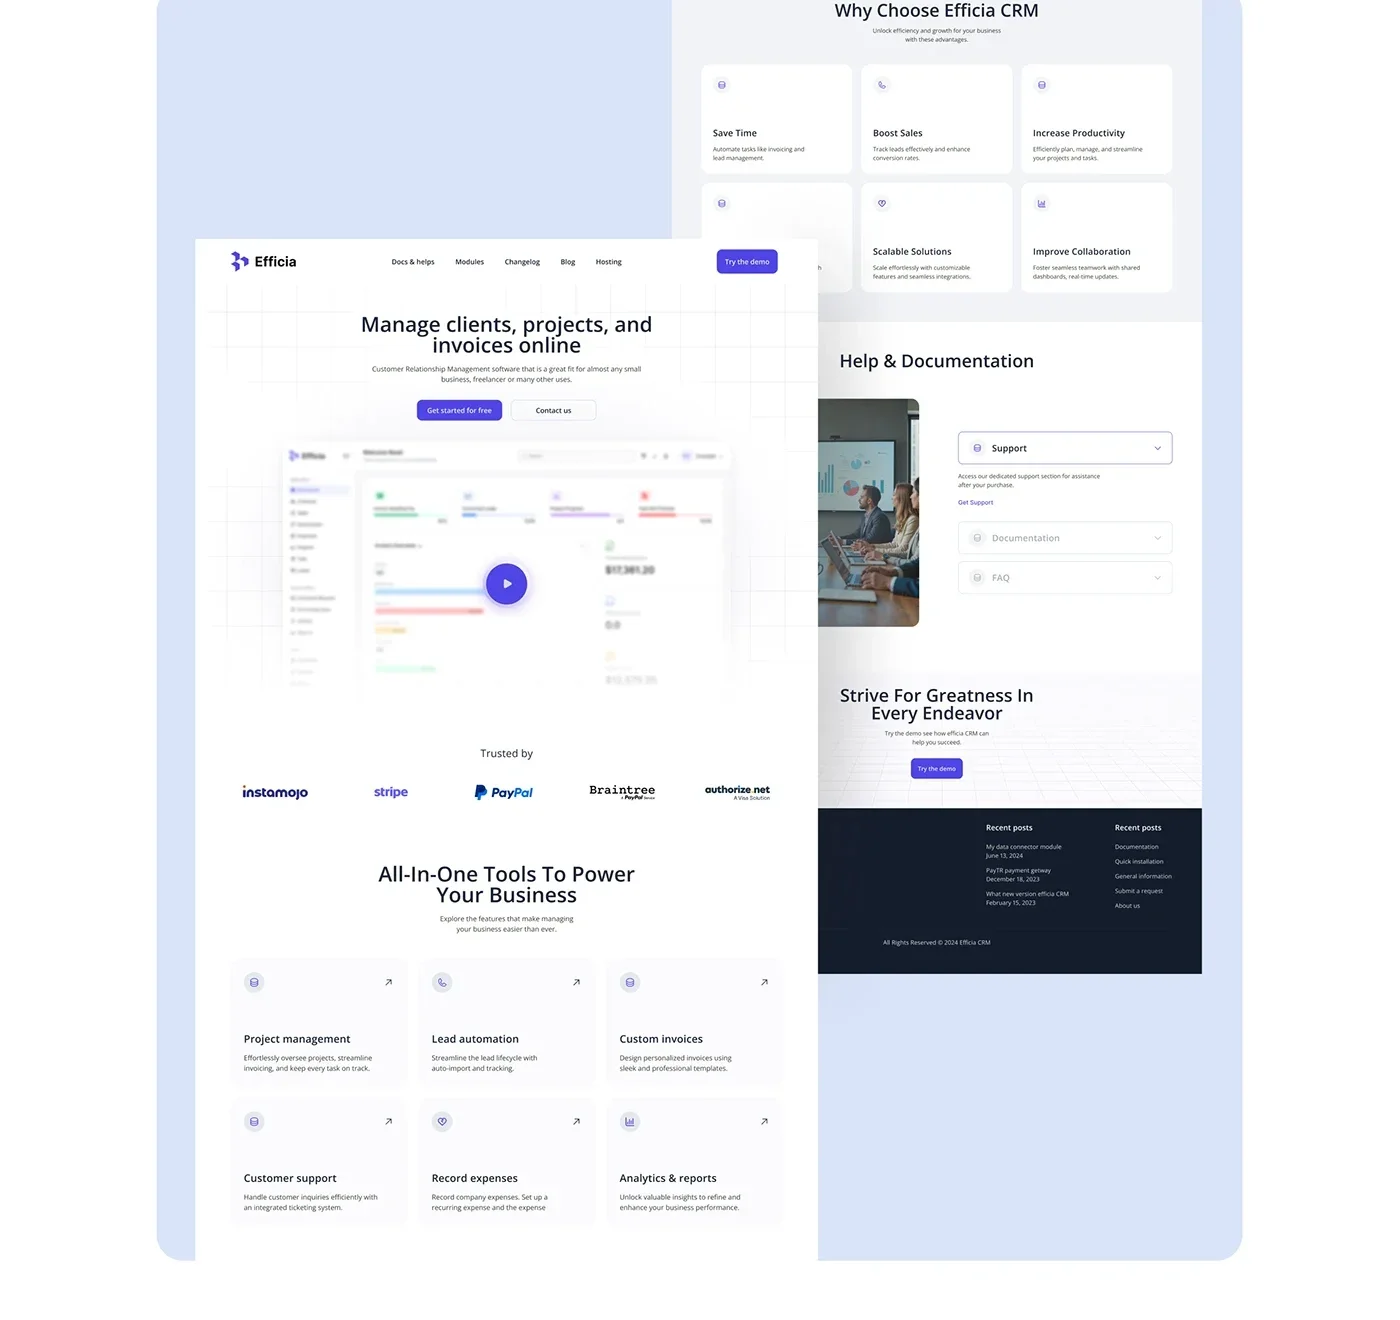 Why Choose Efficia CRM
Unlock efficiency and growth for your business
with these advantages.
Save Time
Automate tasks like invoicing and
lead management.
Boost Sales
Track leads effectively and enhance
conversion rates.
Increase Productivity
Efficiently plan, manage, and streamline
your projects and tasks.
Scalable Solutions
Scale effortlessly with customizable
features and seamless integrations.
Improve Collaboration
Foster seamless teamwork with shared
dashboards, real-time updates.
Help & Documentation
Support
Access our dedicated support section for assistance
after your purchase.
Get Support
Documentation
FAQ
Strive For Greatness In
Every Endeavor
Try the demo see how efficia CRM can
help you succeed.
Try the demo
Recent posts
My data connector module
June 13, 2024
PayTR payment getway
December 18, 2023
What new version efficia CRM
February 15, 2023
Recent posts
Documentation
Quick installation
General information
Submit a request
About us
All Rights Reserved © 2024 Efficia CRM
Efficia
Docs & helps
Modules
Changelog
Blog
Hosting
Try the demo
Manage clients, projects, and
invoices online
Customer Relationship Management software that is a great fit for almost any small
business, freelancer or many other uses.
Get started for free
Contact us
Efficia
Trusted by
instamojo
stripe
PayPal
Braintree
a PayPal Service
authorize.net
A Visa Solution
All-In-One Tools To Power
Your Business
Explore the features that make managing
your business easier than ever.
Project management
Effortlessly oversee projects, streamline
invoicing, and keep every task on track.
Lead automation
Streamline the lead lifecycle with
auto-import and tracking.
Custom invoices
Design personalized invoices using
sleek and professional templates.
Customer support
Handle customer inquiries efficiently with
an integrated ticketing system.
Record expenses
Record company expenses. Set up a
recurring expense and the expense
Analytics & reports
Unlock valuable insights to refine and
enhance your business performance.